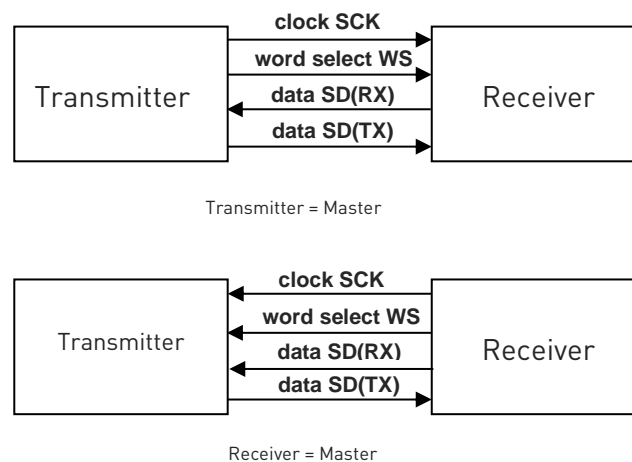 clock SCK
word select WS
Transmitter
data SD(RX)
Receiver
data SD(TX)
Transmitter = Master
clock SCK
word select WS
Transmitter
data SD(RX)
Receiver
data SD(TX)
Receiver = Master